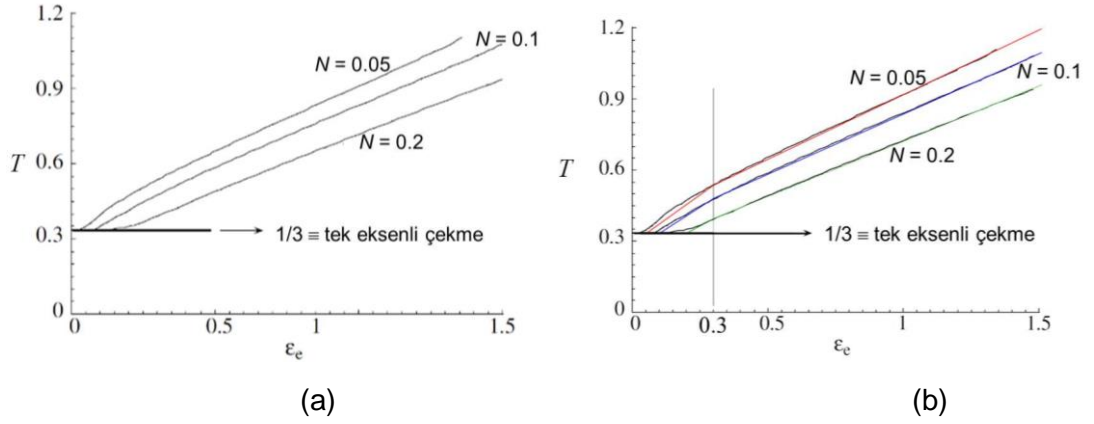 1.2
0.9
0.6
0.3
0
T
N = 0.05
N = 0.1
N = 0.2
1/3 ≡ tek eksenli çekme
0 0.5 1 1.5
εe
(a)
1.2
0.9
0.6
0.3
0
T
N = 0.05
N = 0.1
N = 0.2
1/3 ≡ tek eksenli çekme
0 0.3 0.5 1 1.5
εe
(b)